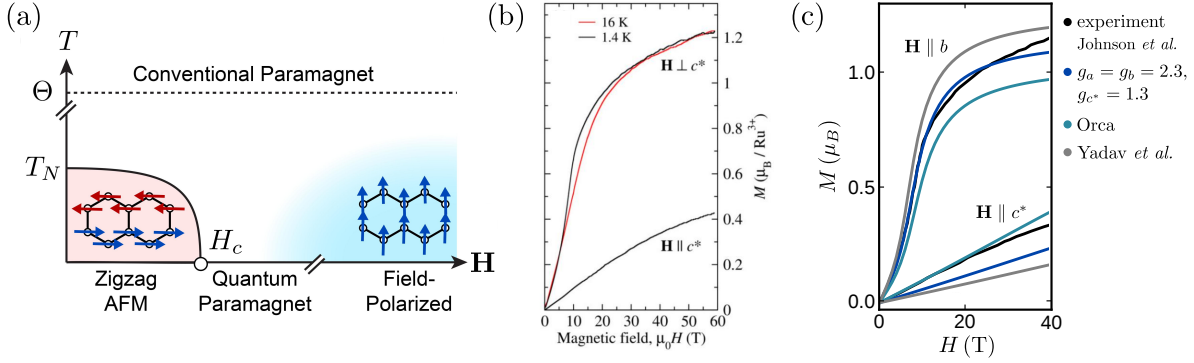 (a)
T
Θ
Conventional Paramagnet
T_N
H_c
H
Zigzag
AFM
Quantum
Paramagnet
Field-
Polarized
(b)
16 K
1.4 K
H ⊥ c*
H ∥ c*
1.2
1
0.8
0.6
0.4
0.2
0
M (μ_B / Ru³⁺)
0 10 20 30 40 50 60
Magnetic field, μ₀H (T)
(c)
H ∥ b
H ∥ c*
1.0
0.5
0.0
M (μ_B)
0 20 40
H (T)
experiment
Johnson et al.
g_a = g_b = 2.3,
g_c* = 1.3
Orca
Yadav et al.